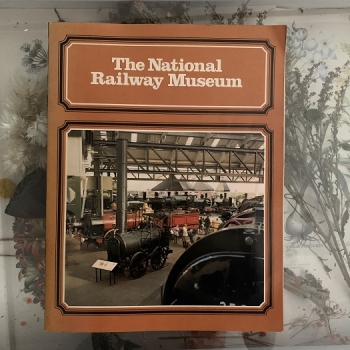 The National
Railway Museum